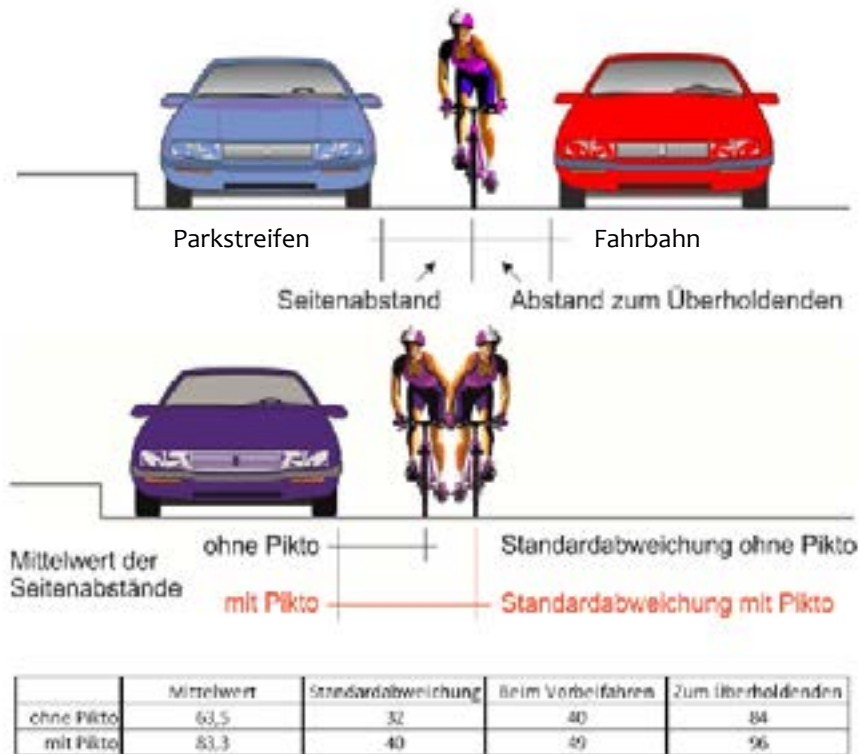 Parkstreifen Fahrbahn
Seitenabstand Abstand zum Überholenden
ohne Pikto Standardabweichung ohne Pikto
Mittelwert der
Seitenabstände
mit Pikto Standardabweichung mit Pikto
Mittelwert Standardabweichung Beim Vorbeifahren Zum Überholdenden
ohne Pikto 63,5 32 40 84
mit Pikto 83,3 40 49 96